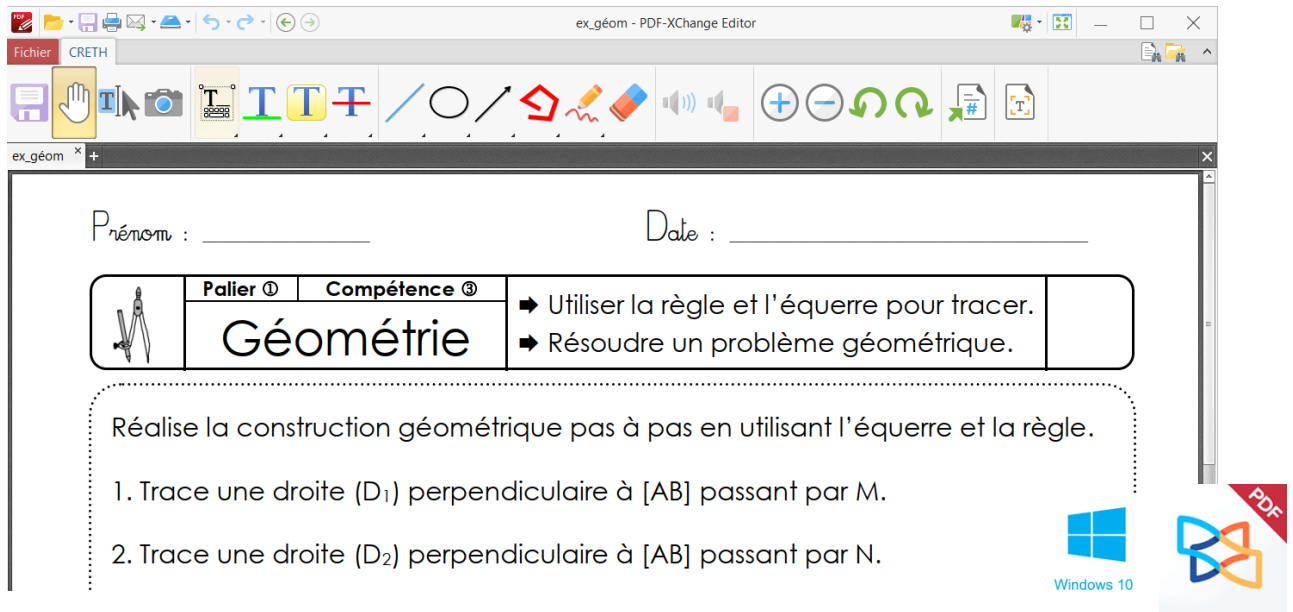 ex_géom - PDF-XChange Editor
Fichier CRETH
ex_géom
Prénom : ____________ Date : __________________________
Palier ① Compétence ③
Géométrie
➡ Utiliser la règle et l’équerre pour tracer.
➡ Résoudre un problème géométrique.
Réalise la construction géométrique pas à pas en utilisant l’équerre et la règle.
1. Trace une droite (D₁) perpendiculaire à [AB] passant par M.
2. Trace une droite (D₂) perpendiculaire à [AB] passant par N.
Windows 10
PDF